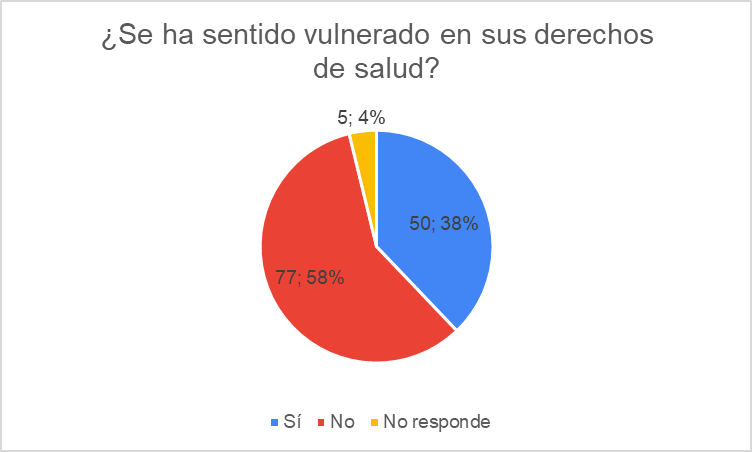 ¿Se ha sentido vulnerado en sus derechos
de salud?
5; 4%
50; 38%
77; 58%
Sí No No responde